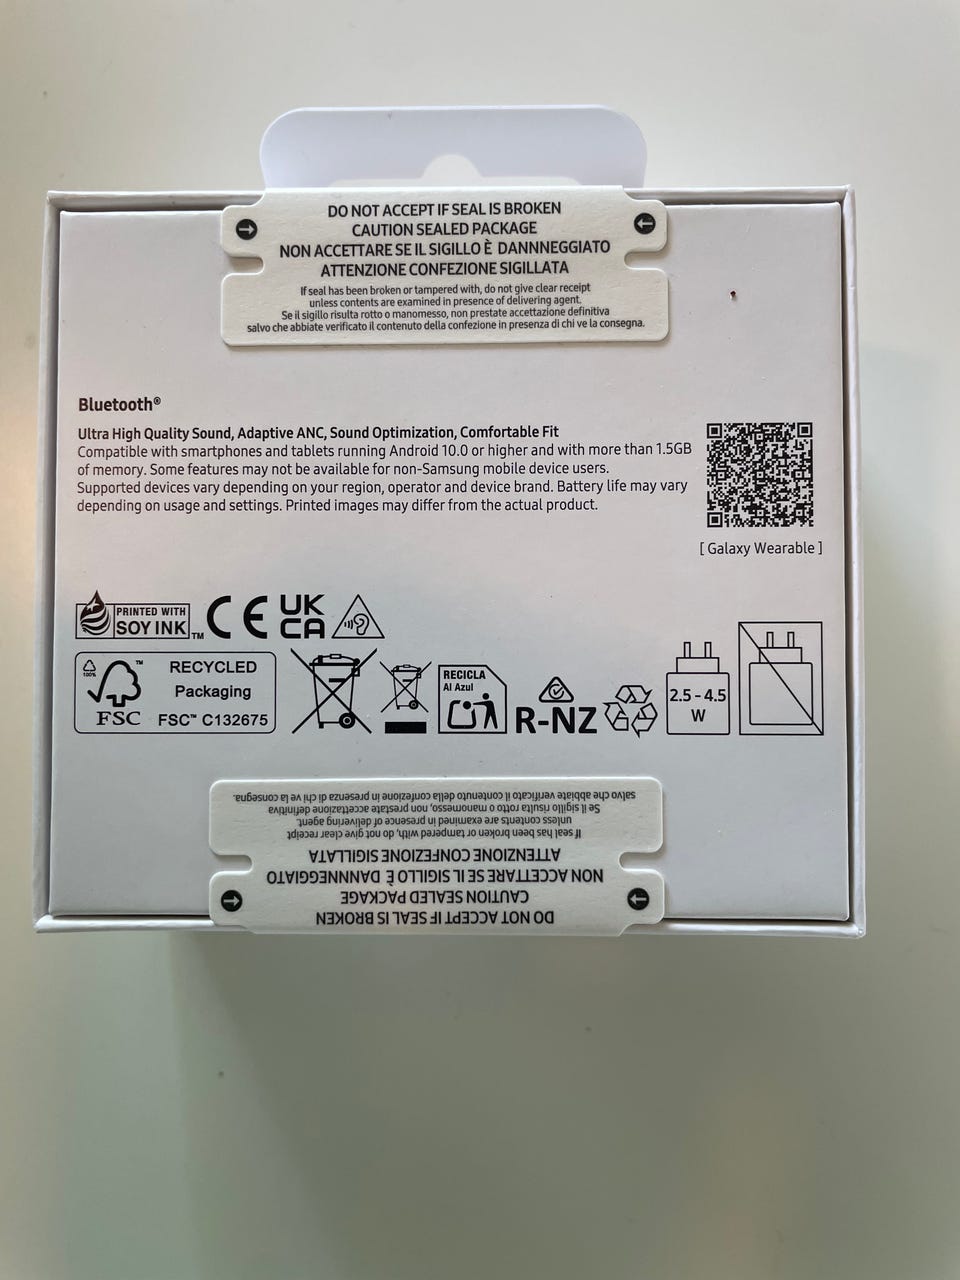 DO NOT ACCEPT IF SEAL IS BROKEN
CAUTION SEALED PACKAGE
NON ACCETTARE SE IL SIGILLO È DANNNEGGIATO
ATTENZIONE CONFEZIONE SIGILLATA
If seal has been broken or tampered with, do not give clear receipt
unless contents are examined in presence of delivering agent.
Se il sigillo risulta rotto o manomesso, non prestate accettazione definitiva
salvo che abbiate verificato il contenuto della confezione in presenza di chi ve la consegna.
Bluetooth®
Ultra High Quality Sound, Adaptive ANC, Sound Optimization, Comfortable Fit
Compatible with smartphones and tablets running Android 10.0 or higher and with more than 1.5GB
of memory. Some features may not be available for non-Samsung mobile device users.
Supported devices vary depending on your region, operator and device brand. Battery life may vary
depending on usage and settings. Printed images may differ from the actual product.
[ Galaxy Wearable ]
PRINTED WITH
SOY INK™
CE
UK
CA
100%
™
FSC
RECYCLED
Packaging
FSC™ C132675
RECICLA
Al Azul
R-NZ
2.5 - 4.5
W
DO NOT ACCEPT IF SEAL IS BROKEN
CAUTION SEALED PACKAGE
NON ACCETTARE SE IL SIGILLO È DANNNEGGIATO
ATTENZIONE CONFEZIONE SIGILLATA
If seal has been broken or tampered with, do not give clear receipt
unless contents are examined in presence of delivering agent.
Se il sigillo risulta rotto o manomesso, non prestate accettazione definitiva
salvo che abbiate verificato il contenuto della confezione in presenza di chi ve la consegna.